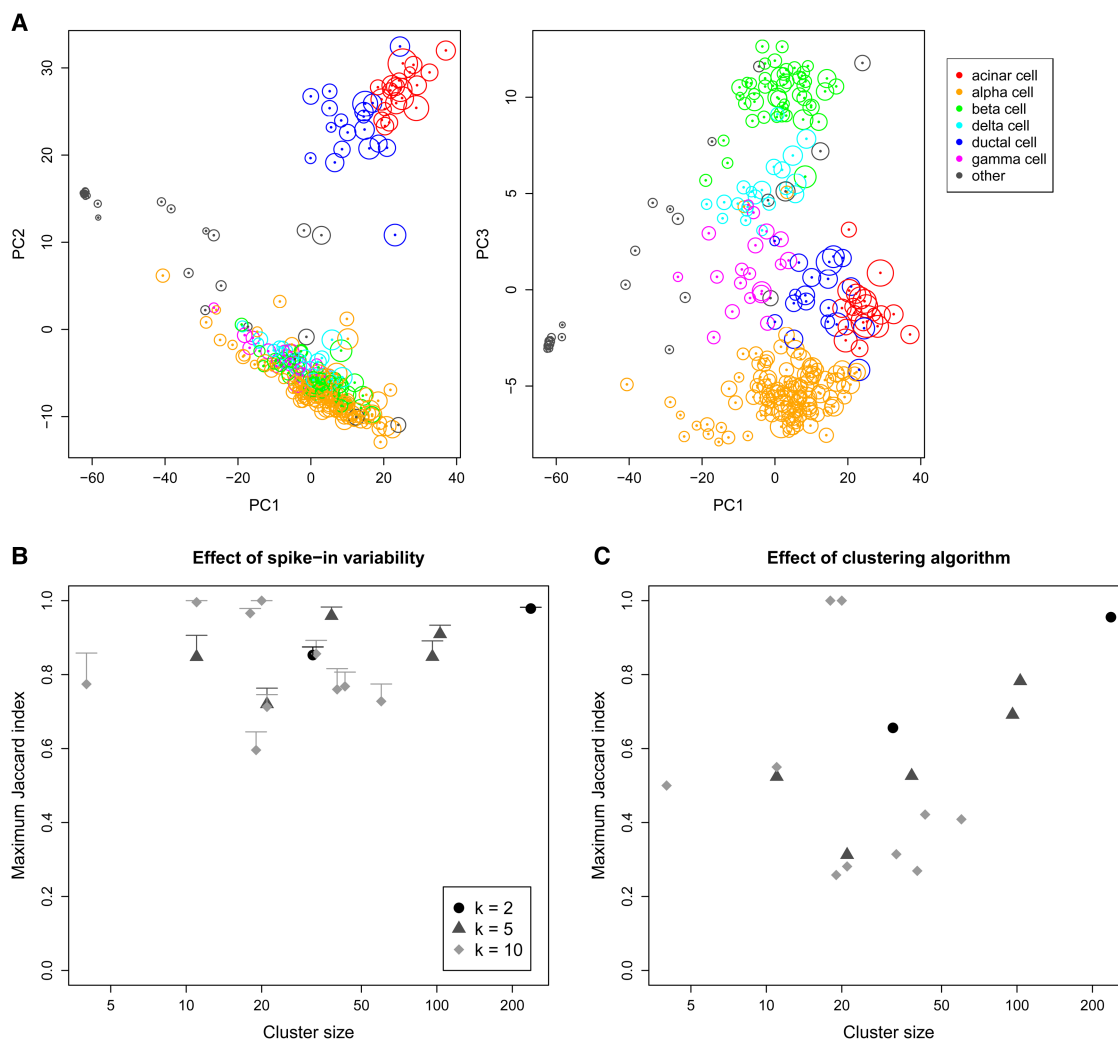 A
PC2
30
20
10
0
−10
−60 −40 −20 0 20 40
PC1
PC3
10
5
0
−5
−60 −40 −20 0 20 40
PC1
acinar cell
alpha cell
beta cell
delta cell
ductal cell
gamma cell
other
B
Effect of spike−in variability
Maximum Jaccard index
1.0
0.8
0.6
0.4
0.2
0.0
k = 2
k = 5
k = 10
5 10 20 50 100 200
Cluster size
C
Effect of clustering algorithm
Maximum Jaccard index
1.0
0.8
0.6
0.4
0.2
0.0
5 10 20 50 100 200
Cluster size